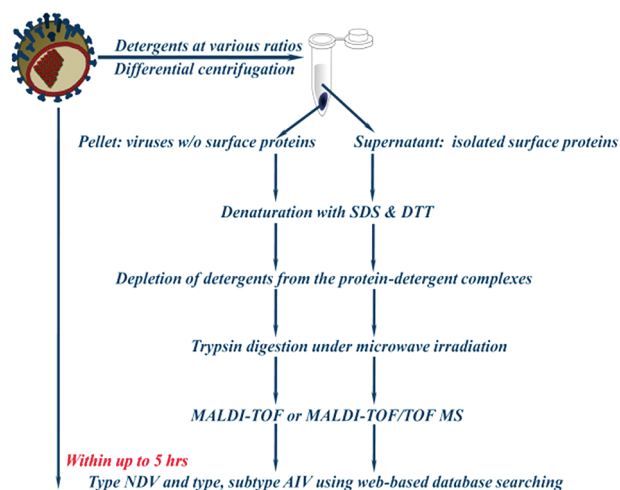 Detergents at various ratios
Differential centrifugation
Pellet: viruses w/o surface proteins
Supernatant: isolated surface proteins
Denaturation with SDS & DTT
Depletion of detergents from the protein-detergent complexes
Trypsin digestion under microwave irradiation
MALDI-TOF or MALDI-TOF/TOF MS
Within up to 5 hrs
Type NDV and type, subtype AIV using web-based database searching